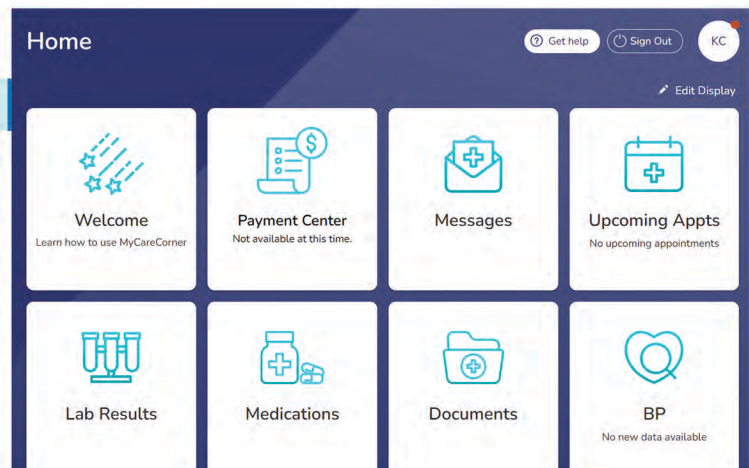 Home
Get help
Sign Out
KC
Edit Display
Welcome
Learn how to use MyCareCorner
Payment Center
Not available at this time.
Messages
Upcoming Appts
No upcoming appointments
Lab Results
Medications
Documents
BP
No new data available